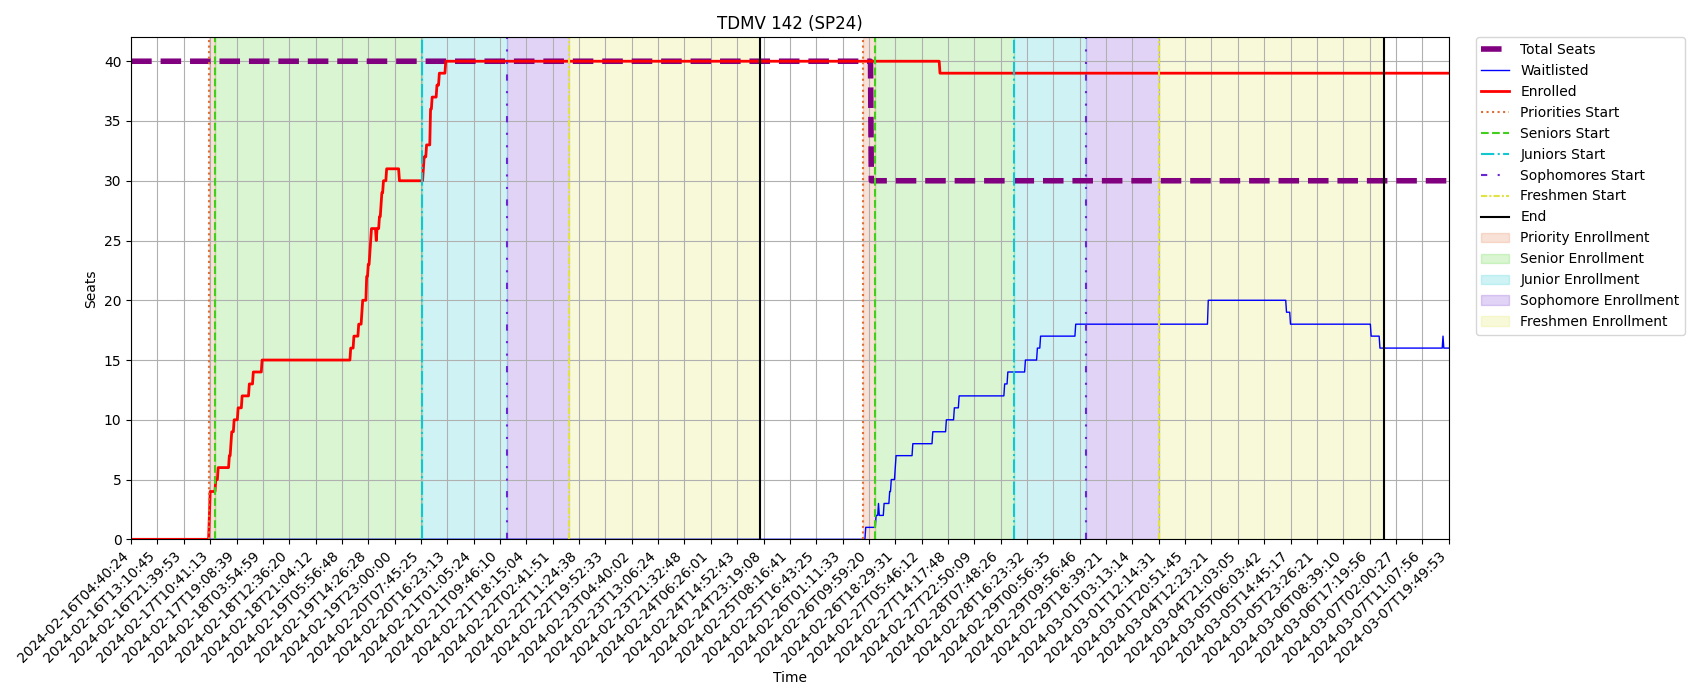 TDMV 142 (SP24)
Seats
40
35
30
25
20
15
10
5
0
2024-02-16T04:40:24
2024-02-16T13:10:45
2024-02-16T21:39:53
2024-02-17T10:41:13
2024-02-17T19:08:39
2024-02-18T03:54:59
2024-02-18T12:36:20
2024-02-18T21:04:12
2024-02-19T05:56:48
2024-02-19T14:26:28
2024-02-19T23:00:00
2024-02-20T07:45:25
2024-02-20T16:23:13
2024-02-21T01:05:24
2024-02-21T09:46:10
2024-02-21T18:15:04
2024-02-22T02:41:51
2024-02-22T11:24:38
2024-02-22T19:52:33
2024-02-23T04:40:02
2024-02-23T13:06:24
2024-02-23T21:32:48
2024-02-24T06:26:01
2024-02-24T14:52:43
2024-02-24T23:19:08
2024-02-25T08:16:41
2024-02-25T16:43:25
2024-02-26T01:11:33
2024-02-26T09:59:20
2024-02-26T18:29:31
2024-02-27T05:46:12
2024-02-27T14:17:48
2024-02-27T22:50:09
2024-02-28T07:48:26
2024-02-28T16:23:32
2024-02-29T00:56:35
2024-02-29T09:56:46
2024-02-29T18:39:21
2024-03-01T03:13:14
2024-03-01T12:14:31
2024-03-01T20:51:45
2024-03-04T12:23:21
2024-03-04T21:03:05
2024-03-05T06:03:42
2024-03-05T14:45:17
2024-03-05T23:26:21
2024-03-06T08:39:10
2024-03-06T17:19:56
2024-03-07T02:00:27
2024-03-07T11:07:56
2024-03-07T19:49:53
Time
Total Seats
Waitlisted
Enrolled
Priorities Start
Seniors Start
Juniors Start
Sophomores Start
Freshmen Start
End
Priority Enrollment
Senior Enrollment
Junior Enrollment
Sophomore Enrollment
Freshmen Enrollment